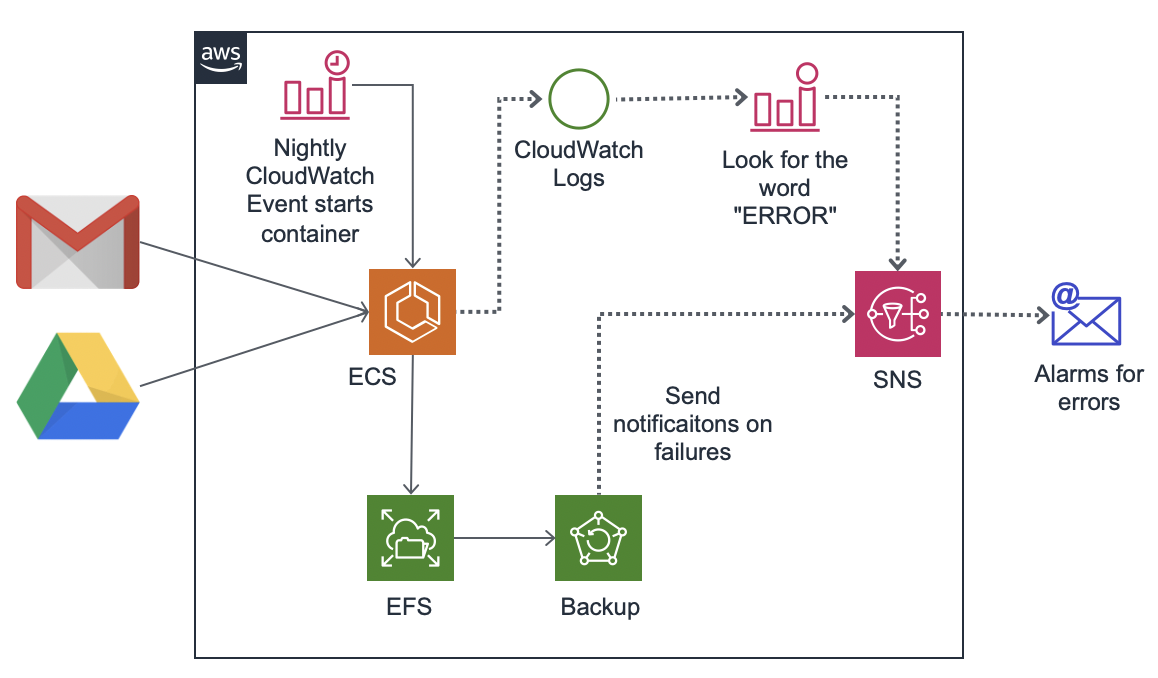 aws
Nightly
CloudWatch
Event starts
container
CloudWatch
Logs
Look for the
word
"ERROR"
ECS
SNS
@
Alarms for
errors
Send
notificaitons on
failures
EFS
Backup